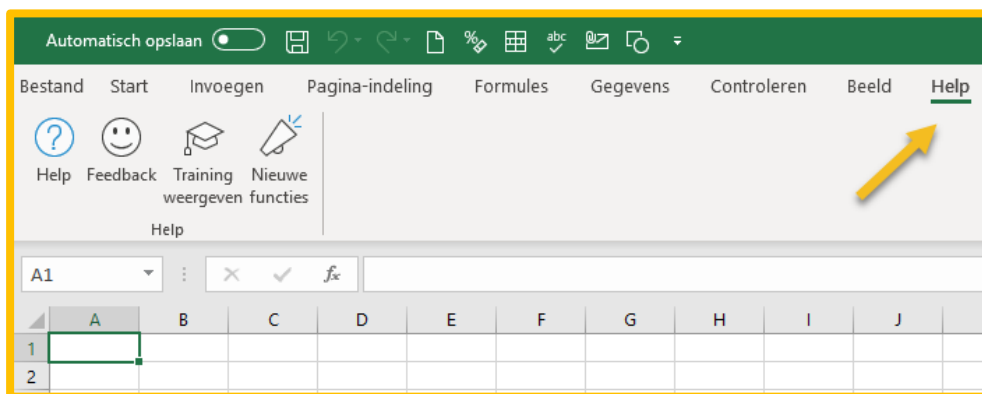 Automatisch opslaan abc
Bestand Start Invoegen Pagina-indeling Formules Gegevens Controleren Beeld Help
Help Feedback Training Nieuwe
weergeven functies
Help
A1 fx
A B C D E F G H I J
1
2